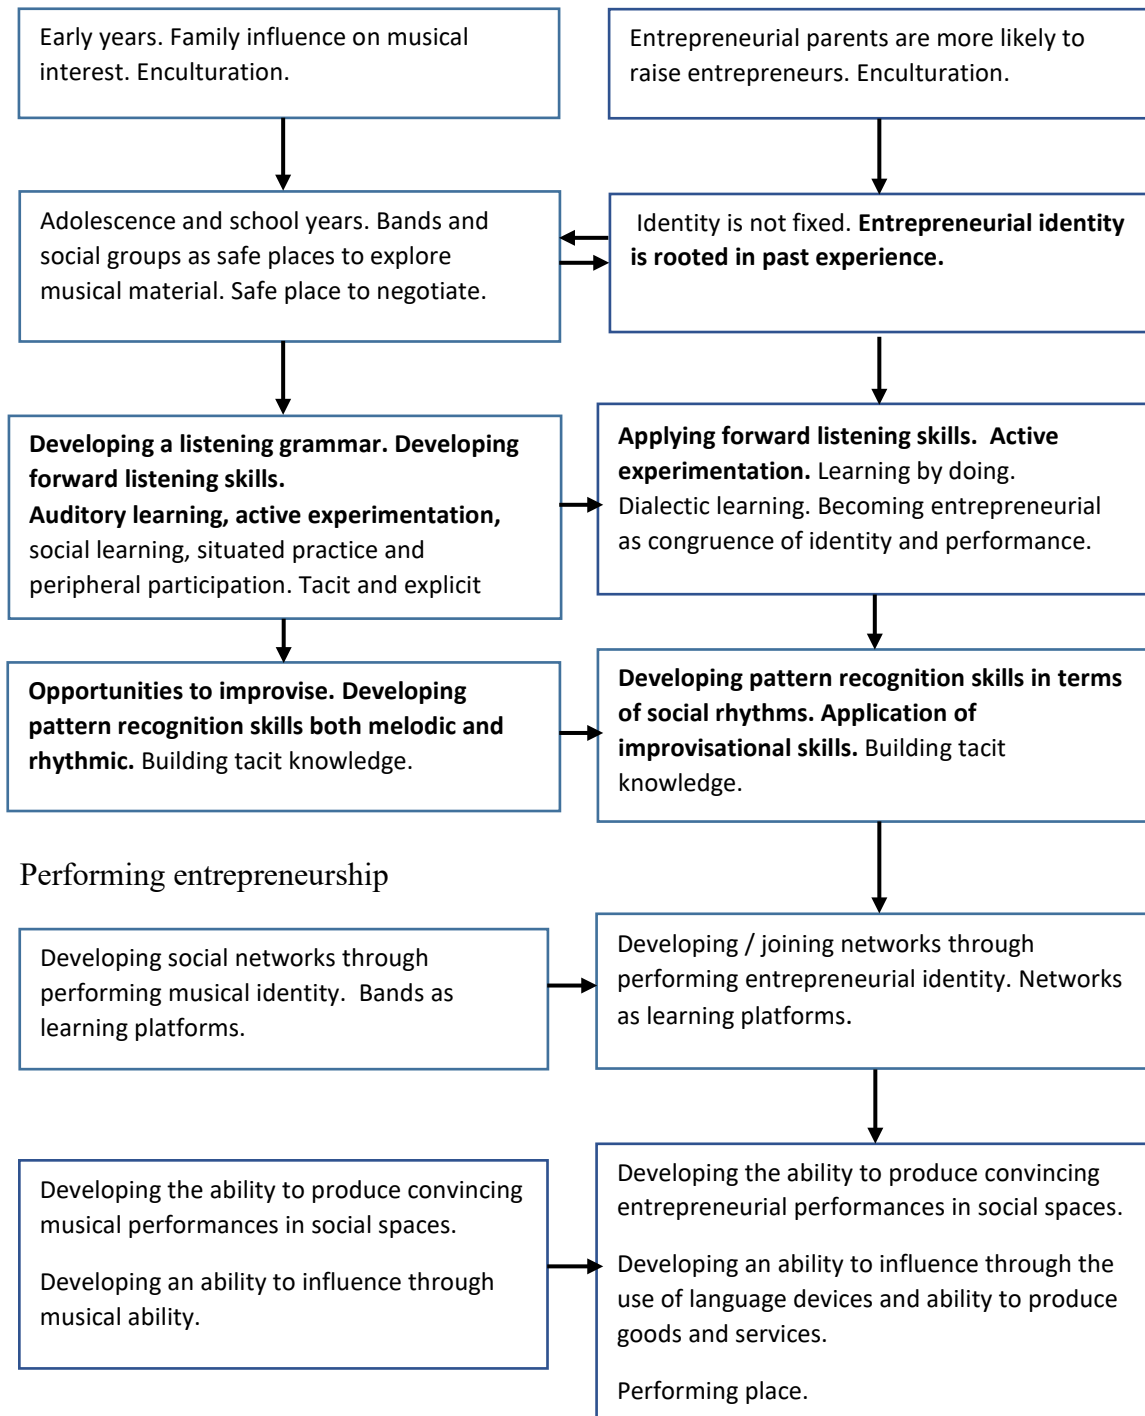 Early years. Family influence on musical
interest. Enculturation.
Entrepreneurial parents are more likely to
raise entrepreneurs. Enculturation.
Adolescence and school years. Bands and
social groups as safe places to explore
musical material. Safe place to negotiate.
Identity is not fixed. Entrepreneurial identity
is rooted in past experience.
Developing a listening grammar. Developing
forward listening skills.
Auditory learning, active experimentation,
social learning, situated practice and
peripheral participation. Tacit and explicit
Applying forward listening skills.  Active
experimentation. Learning by doing.
Dialectic learning. Becoming entrepreneurial
as congruence of identity and performance.
Opportunities to improvise. Developing
pattern recognition skills both melodic and
rhythmic. Building tacit knowledge.
Developing pattern recognition skills in terms
of social rhythms. Application of
improvisational skills. Building tacit
knowledge.
Performing entrepreneurship
Developing social networks through
performing musical identity.  Bands as
learning platforms.
Developing / joining networks through
performing entrepreneurial identity. Networks
as learning platforms.
Developing the ability to produce convincing
musical performances in social spaces.
Developing an ability to influence through
musical ability.
Developing the ability to produce convincing
entrepreneurial performances in social spaces.
Developing an ability to influence through the
use of language devices and ability to produce
goods and services.
Performing place.